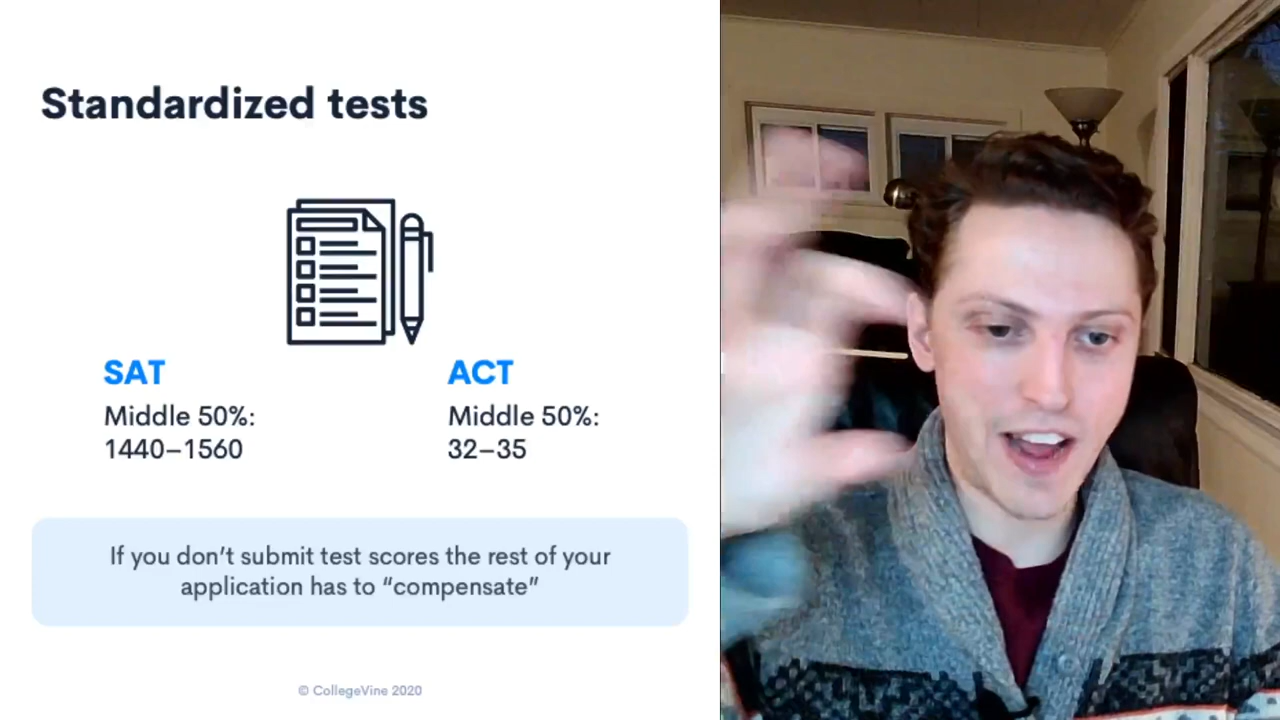 Standardized tests
SAT
Middle 50%:
1440–1560
ACT
Middle 50%:
32–35
If you don’t submit test scores the rest of your
application has to “compensate”
© CollegeVine 2020